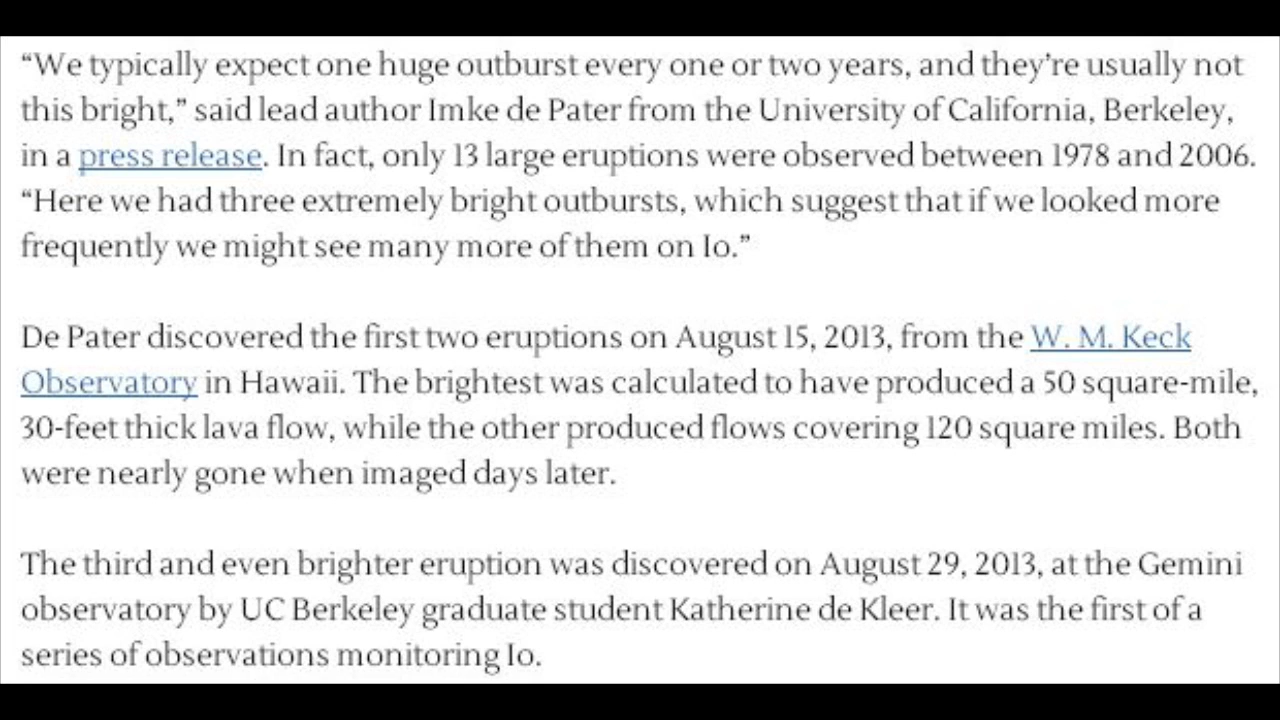 “We typically expect one huge outburst every one or two years, and they’re usually not
this bright,” said lead author Imke de Pater from the University of California, Berkeley,
in a press release. In fact, only 13 large eruptions were observed between 1978 and 2006.
“Here we had three extremely bright outbursts, which suggest that if we looked more
frequently we might see many more of them on Io.”
De Pater discovered the first two eruptions on August 15, 2013, from the W. M. Keck
Observatory in Hawaii. The brightest was calculated to have produced a 50 square-mile,
30-feet thick lava flow, while the other produced flows covering 120 square miles. Both
were nearly gone when imaged days later.
The third and even brighter eruption was discovered on August 29, 2013, at the Gemini
observatory by UC Berkeley graduate student Katherine de Kleer. It was the first of a
series of observations monitoring Io.